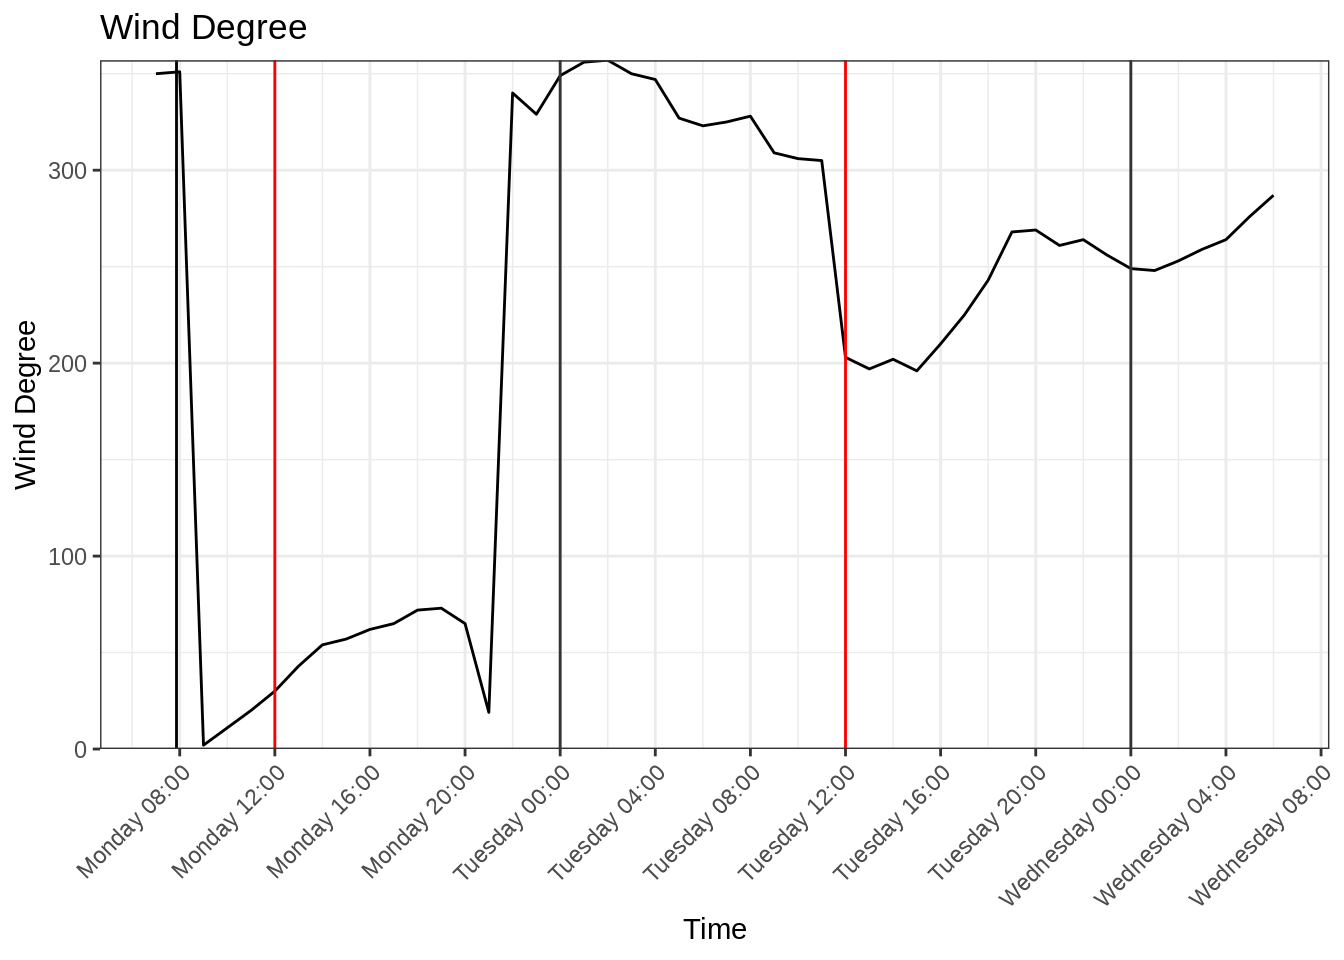 Wind Degree
Wind Degree
300
200
100
0
Monday 08:00
Monday 12:00
Monday 16:00
Monday 20:00
Tuesday 00:00
Tuesday 04:00
Tuesday 08:00
Tuesday 12:00
Tuesday 16:00
Tuesday 20:00
Wednesday 00:00
Wednesday 04:00
Wednesday 08:00
Time